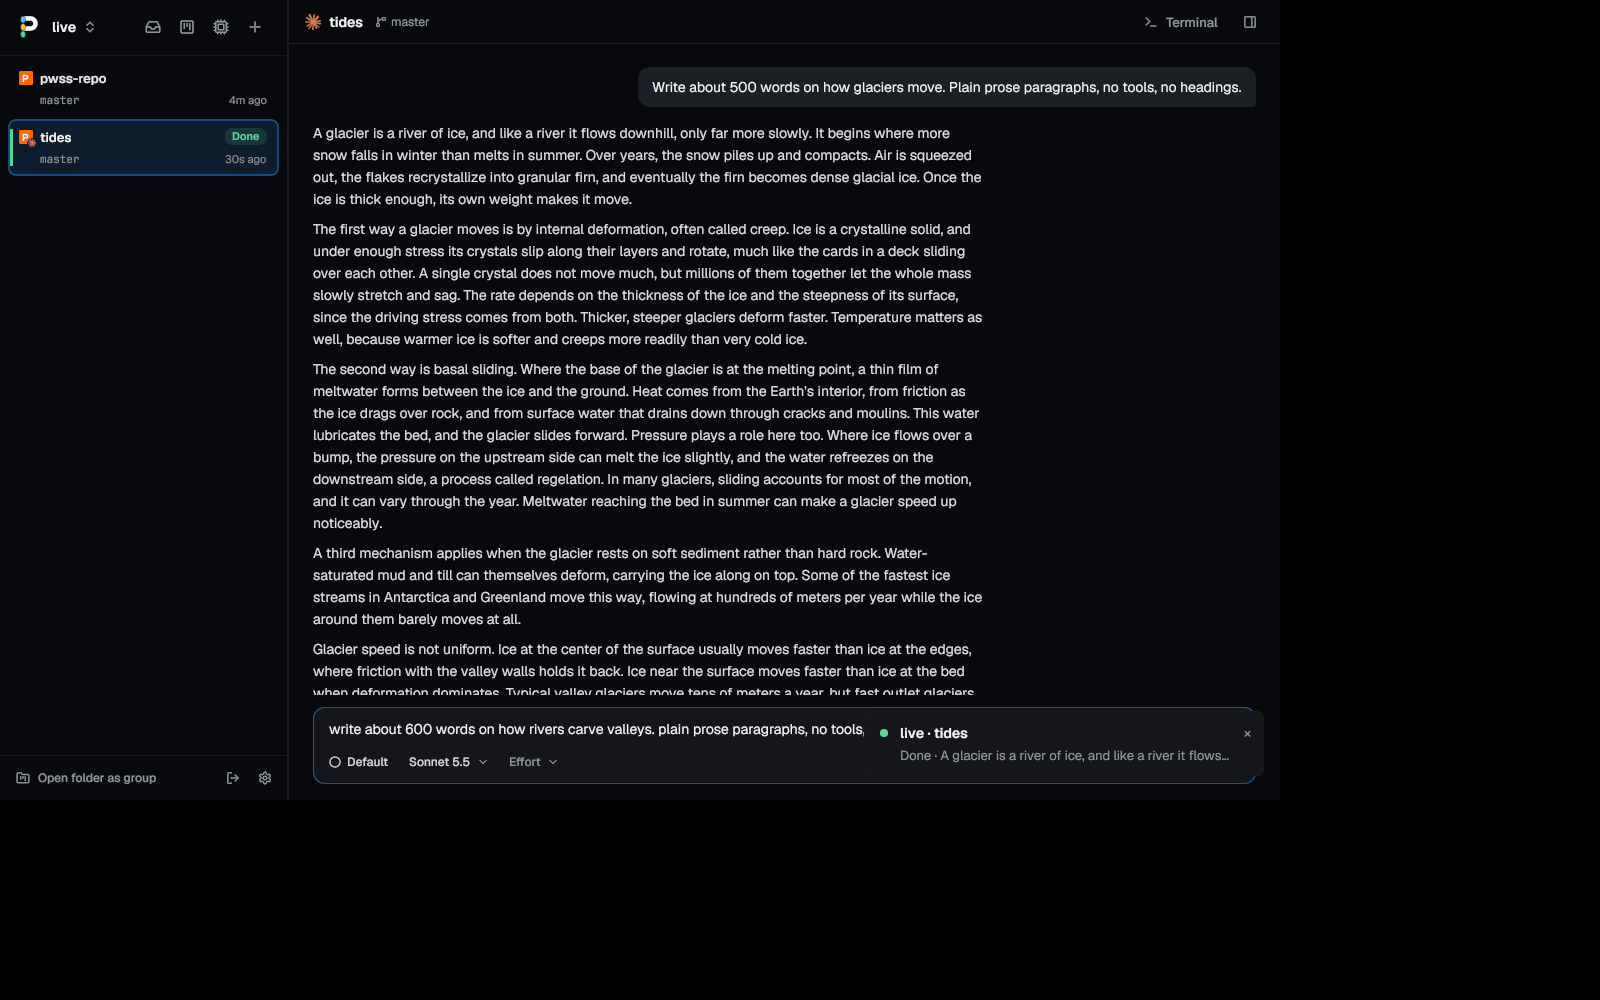 live
pwss-repo
master
4m ago
tides
Done
master
30s ago
Open folder as group
tides
master
Terminal
Write about 500 words on how glaciers move. Plain prose paragraphs, no tools, no headings.
A glacier is a river of ice, and like a river it flows downhill, only far more slowly. It begins where more
snow falls in winter than melts in summer. Over years, the snow piles up and compacts. Air is squeezed
out, the flakes recrystallize into granular firn, and eventually the firn becomes dense glacial ice. Once the
ice is thick enough, its own weight makes it move.
The first way a glacier moves is by internal deformation, often called creep. Ice is a crystalline solid, and
under enough stress its crystals slip along their layers and rotate, much like the cards in a deck sliding
over each other. A single crystal does not move much, but millions of them together let the whole mass
slowly stretch and sag. The rate depends on the thickness of the ice and the steepness of its surface,
since the driving stress comes from both. Thicker, steeper glaciers deform faster. Temperature matters as
well, because warmer ice is softer and creeps more readily than very cold ice.
The second way is basal sliding. Where the base of the glacier is at the melting point, a thin film of
meltwater forms between the ice and the ground. Heat comes from the Earth's interior, from friction as
the ice drags over rock, and from surface water that drains down through cracks and moulins. This water
lubricates the bed, and the glacier slides forward. Pressure plays a role here too. Where ice flows over a
bump, the pressure on the upstream side can melt the ice slightly, and the water refreezes on the
downstream side, a process called regelation. In many glaciers, sliding accounts for most of the motion,
and it can vary through the year. Meltwater reaching the bed in summer can make a glacier speed up
noticeably.
A third mechanism applies when the glacier rests on soft sediment rather than hard rock. Water-
saturated mud and till can themselves deform, carrying the ice along on top. Some of the fastest ice
streams in Antarctica and Greenland move this way, flowing at hundreds of meters per year while the ice
around them barely moves at all.
Glacier speed is not uniform. Ice at the center of the surface usually moves faster than ice at the edges,
where friction with the valley walls holds it back. Ice near the surface moves faster than ice at the bed
when deformation dominates. Typical valley glaciers move tens of meters a year, but fast outlet glaciers
write about 600 words on how rivers carve valleys. plain prose paragraphs, no tools,
Default
Sonnet 5.5
Effort
live · tides
Done · A glacier is a river of ice, and like a river it flows…